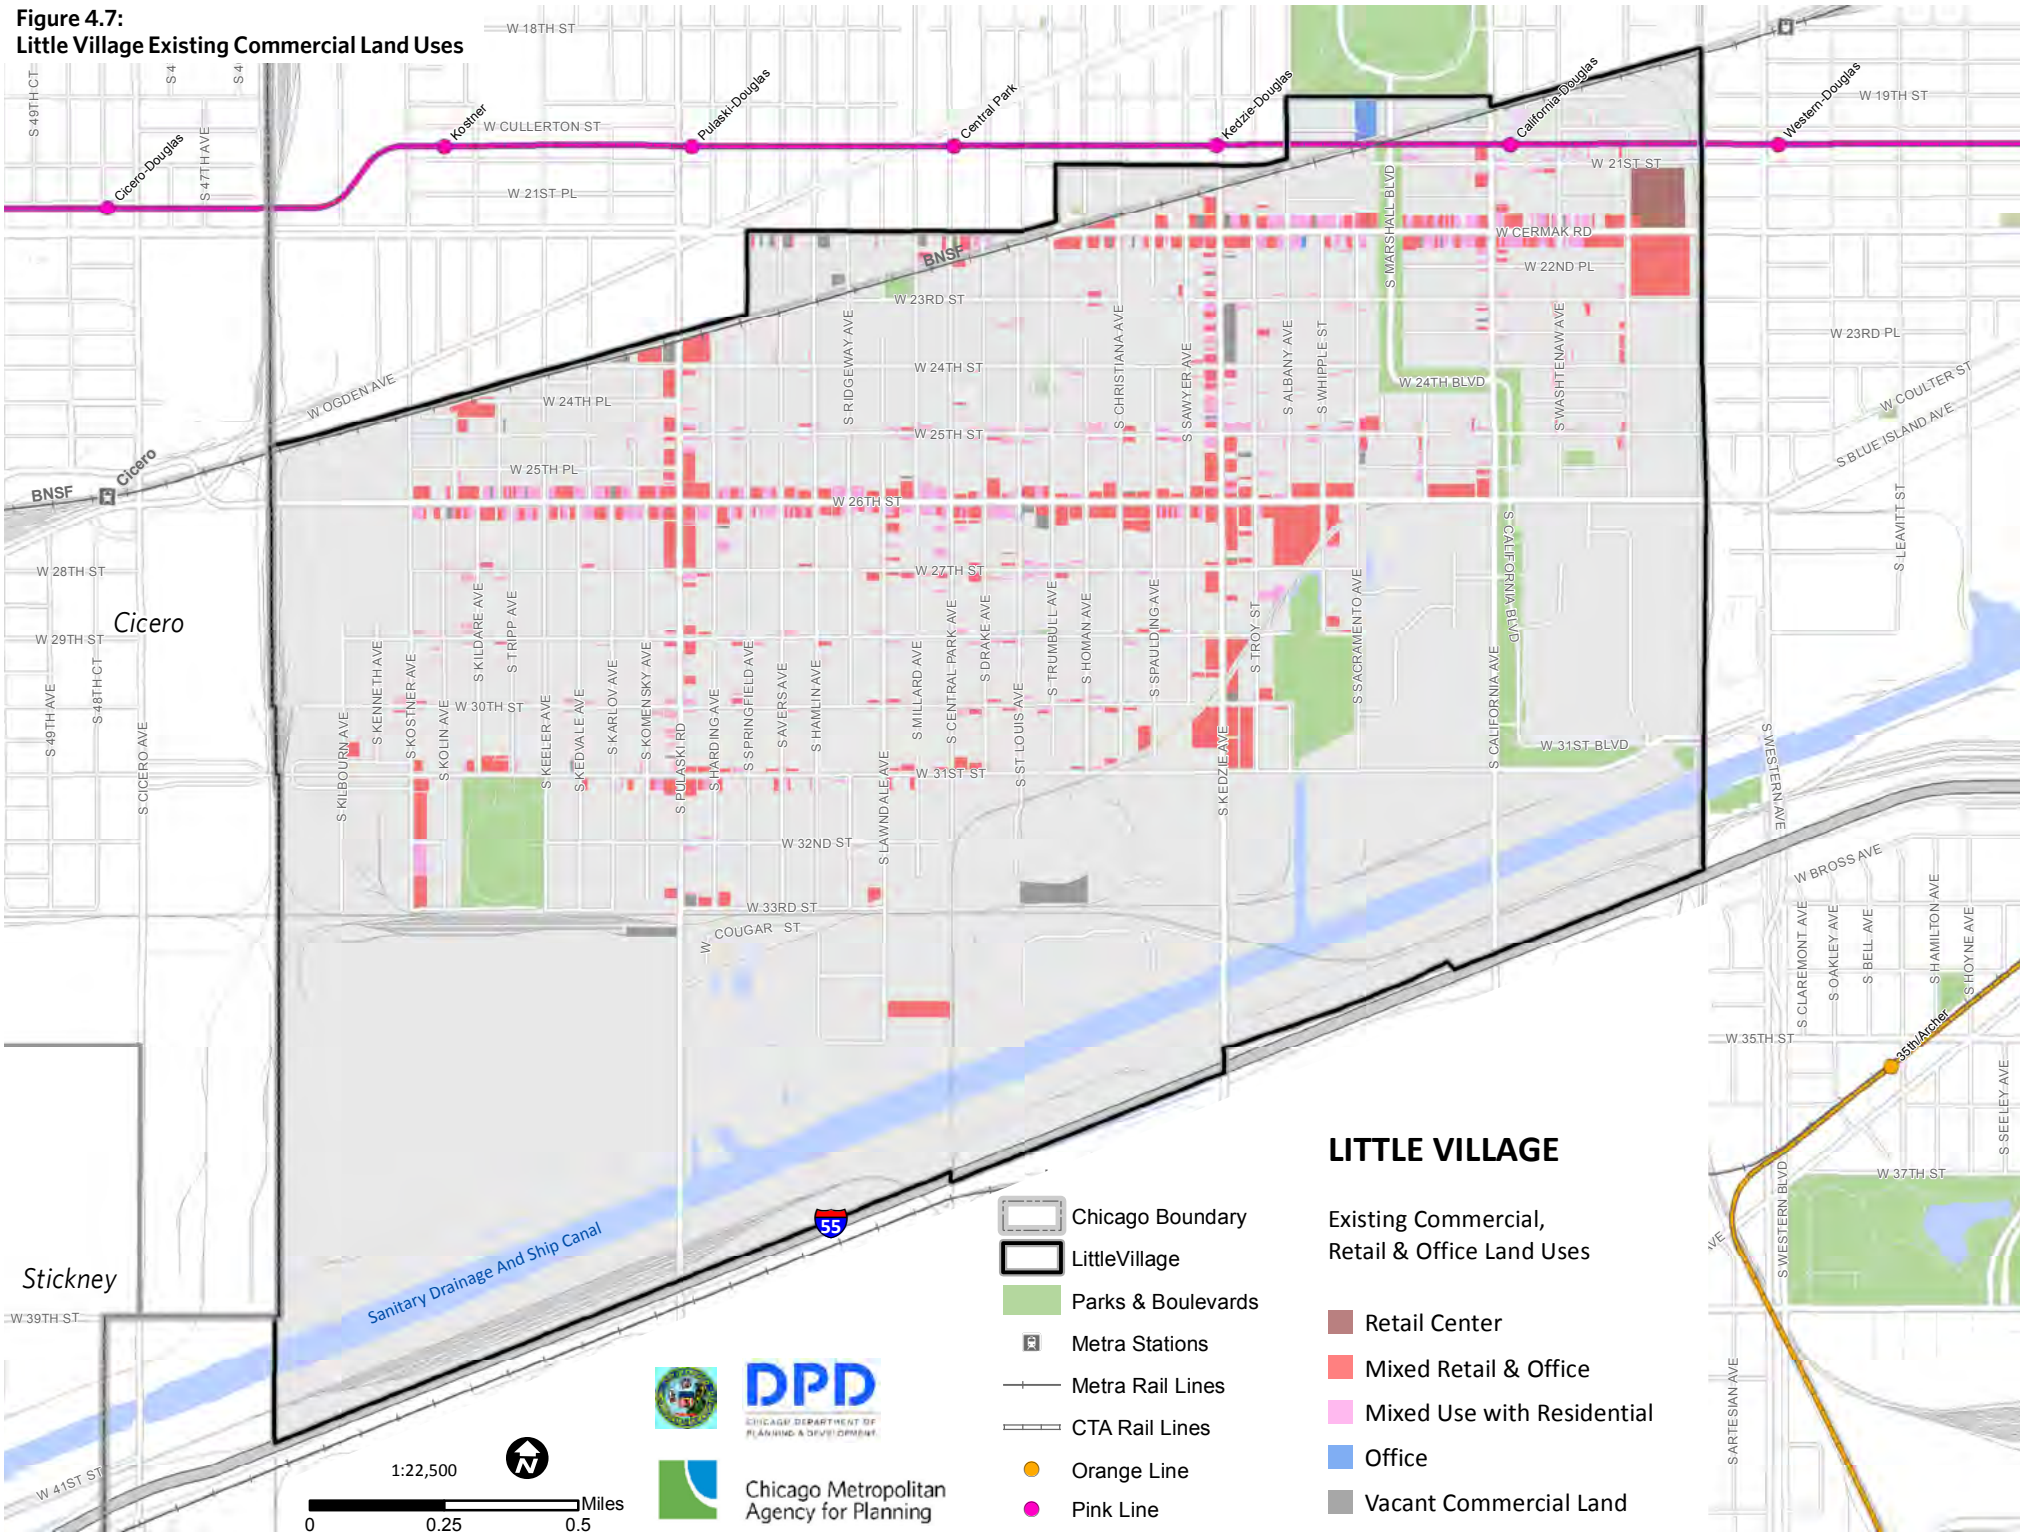 Figure 4.7:
Little Village Existing Commercial Land Uses
W 18TH ST
S 49TH CT
S 4
S 4
S 47TH AVE
Cicero-Douglas
Kostner
W CULLERTON ST
Pulaski-Douglas
Central Park
Kedzie-Douglas
California-Douglas
Western-Douglas
W 19TH ST
W 21ST ST
W 21ST PL
S MARSHALL BLVD
W CERMAK RD
BNSF
W 22ND PL
W 23RD ST
S RIDGEWAY AVE
S CHRISTIANA AVE
S SAWYER AVE
S ALBANY AVE
S WHIPPLE ST
S WASHTENAW AVE
W 23RD PL
W 24TH ST
W 24TH BLVD
W COULTER ST
S BLUE ISLAND AVE
W OGDEN AVE
W 24TH PL
W 25TH ST
W 25TH PL
Cicero
BNSF
W 26TH ST
S LEAVITT ST
S CALIFORNIA BLVD
W 28TH ST
W 27TH ST
Cicero
W 29TH ST
S 49TH AVE
S 48TH CT
S CICERO AVE
S KILBOURN AVE
S KENNETH AVE
S KOSTNER AVE
S KOLIN AVE
S KILDARE AVE
S TRIPP AVE
W 30TH ST
S KEELER AVE
S KEDVALE AVE
S KARLOV AVE
S KOMENSKY AVE
S PULASKI RD
S HARDING AVE
S SPRINGFIELD AVE
S AVERS AVE
S HAMLIN AVE
S LAWNDALE AVE
S MILLARD AVE
S CENTRAL PARK AVE
S DRAKE AVE
S ST LOUIS AVE
S TRUMBULL AVE
S HOMAN AVE
S SPAULDING AVE
S KEDZIE AVE
S TROY ST
S SACRAMENTO AVE
S CALIFORNIA AVE
W 31ST BLVD
W 31ST ST
S WESTERN AVE
W 32ND ST
W BROSS AVE
W 33RD ST
W COUGAR ST
S CLAREMONT AVE
S OAKLEY AVE
S BELL AVE
S HAMILTON AVE
S HOYNE AVE
W 35TH ST
35th/Archer
S SEELEY AVE
W 37TH ST
S WESTERN BLVD
AVE
S ARTESIAN AVE
Stickney
W 39TH ST
Sanitary Drainage And Ship Canal
55
W 41ST ST
LITTLE VILLAGE
Existing Commercial,
Retail & Office Land Uses
Retail Center
Mixed Retail & Office
Mixed Use with Residential
Office
Vacant Commercial Land
Chicago Boundary
LittleVillage
Parks & Boulevards
Metra Stations
Metra Rail Lines
CTA Rail Lines
Orange Line
Pink Line
DPD
CHICAGO DEPARTMENT OF
PLANNING & DEVELOPMENT
Chicago Metropolitan
Agency for Planning
N
1:22,500
Miles
0 0.25 0.5